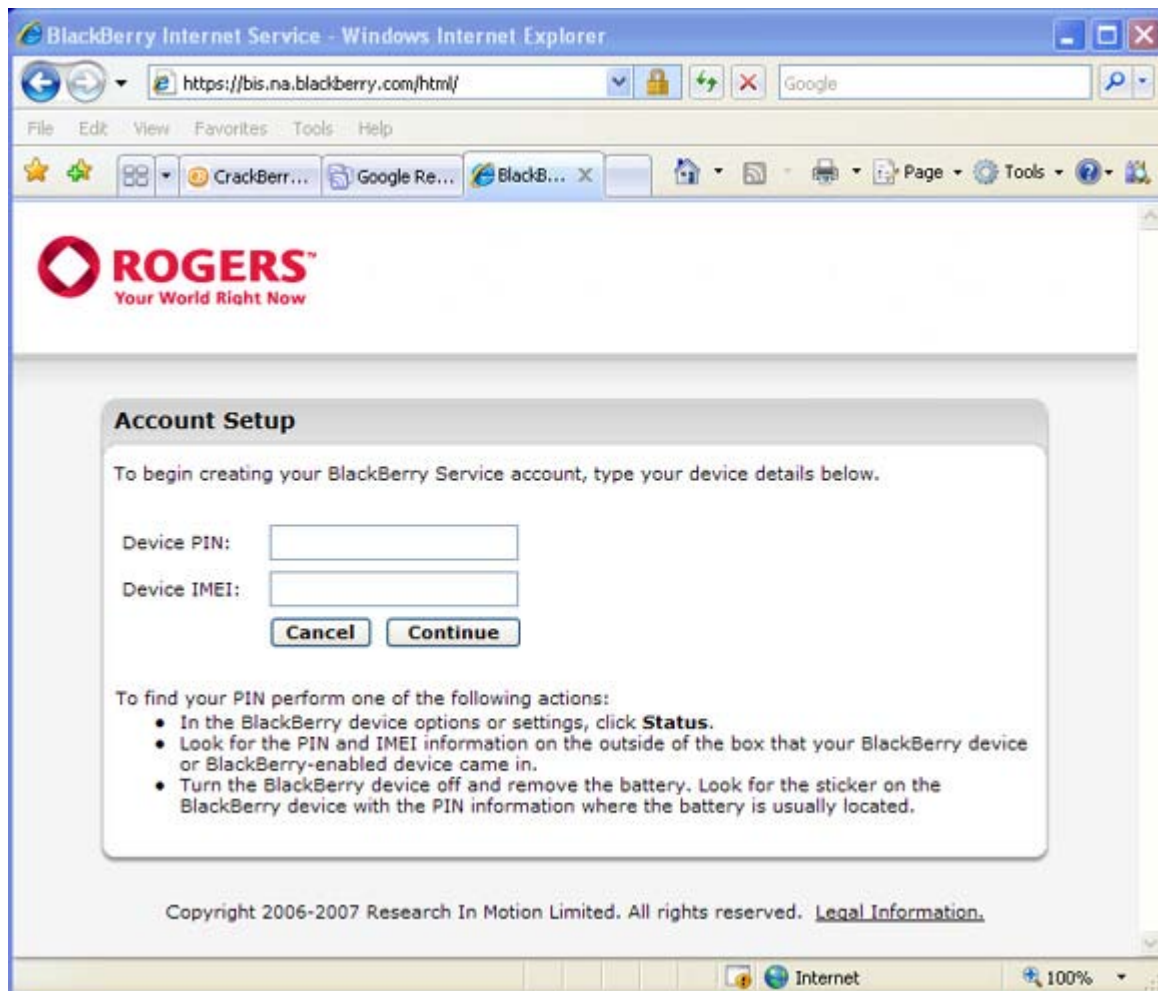 BlackBerry Internet Service - Windows Internet Explorer
https://bis.na.blackberry.com/html/
Google
File Edit View Favorites Tools Help
CrackBerr... Google Re... BlackB... Page Tools
ROGERS™
Your World Right Now
Account Setup
To begin creating your BlackBerry Service account, type your device details below.
Device PIN:
Device IMEI:
Cancel Continue
To find your PIN perform one of the following actions:
• In the BlackBerry device options or settings, click Status.
• Look for the PIN and IMEI information on the outside of the box that your BlackBerry device
or BlackBerry-enabled device came in.
• Turn the BlackBerry device off and remove the battery. Look for the sticker on the
BlackBerry device with the PIN information where the battery is usually located.
Copyright 2006-2007 Research In Motion Limited. All rights reserved. Legal Information.
Internet 100%